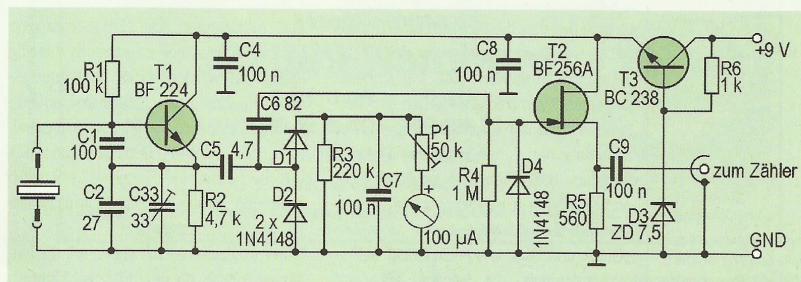 R1
100 k
T1
BF 224
C4
100 n
C6 82
C8
100 n
T2
BF256A
T3
BC 238
R6
1 k
+9 V
C1
100
C5
4,7
D1
R3
220 k
P1
50 k
+
R4
1 M
D4
1N4148
C9
100 n
zum Zähler
C2
27
C33
33
R2
4,7 k
D2
2 x
1N4148
C7
100 n
100 µA
R5
560
D3
ZD 7,5
GND